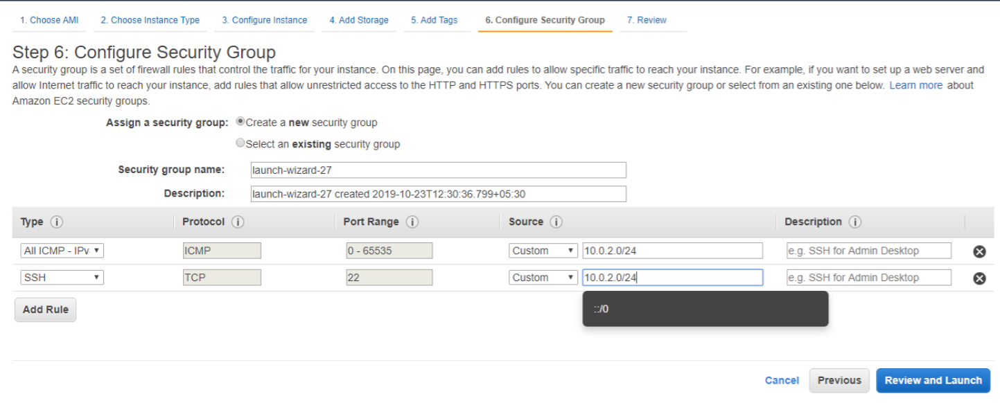 1. Choose AMI 2. Choose Instance Type 3. Configure Instance 4. Add Storage 5. Add Tags 6. Configure Security Group 7. Review
Step 6: Configure Security Group
A security group is a set of firewall rules that control the traffic for your instance. On this page, you can add rules to allow specific traffic to reach your instance. For example, if you want to set up a web server and
allow Internet traffic to reach your instance, add rules that allow unrestricted access to the HTTP and HTTPS ports. You can create a new security group or select from an existing one below. Learn more about
Amazon EC2 security groups.
Assign a security group: Create a new security group
Select an existing security group
Security group name: launch-wizard-27
Description: launch-wizard-27 created 2019-10-23T12:30:36.799+05:30
Type i Protocol i Port Range i Source i Description i
All ICMP - IPv ICMP 0 - 65535 Custom 10.0.2.0/24 e.g. SSH for Admin Desktop
SSH TCP 22 Custom 10.0.2.0/24 e.g. SSH for Admin Desktop
Add Rule ::/0
Cancel Previous Review and Launch